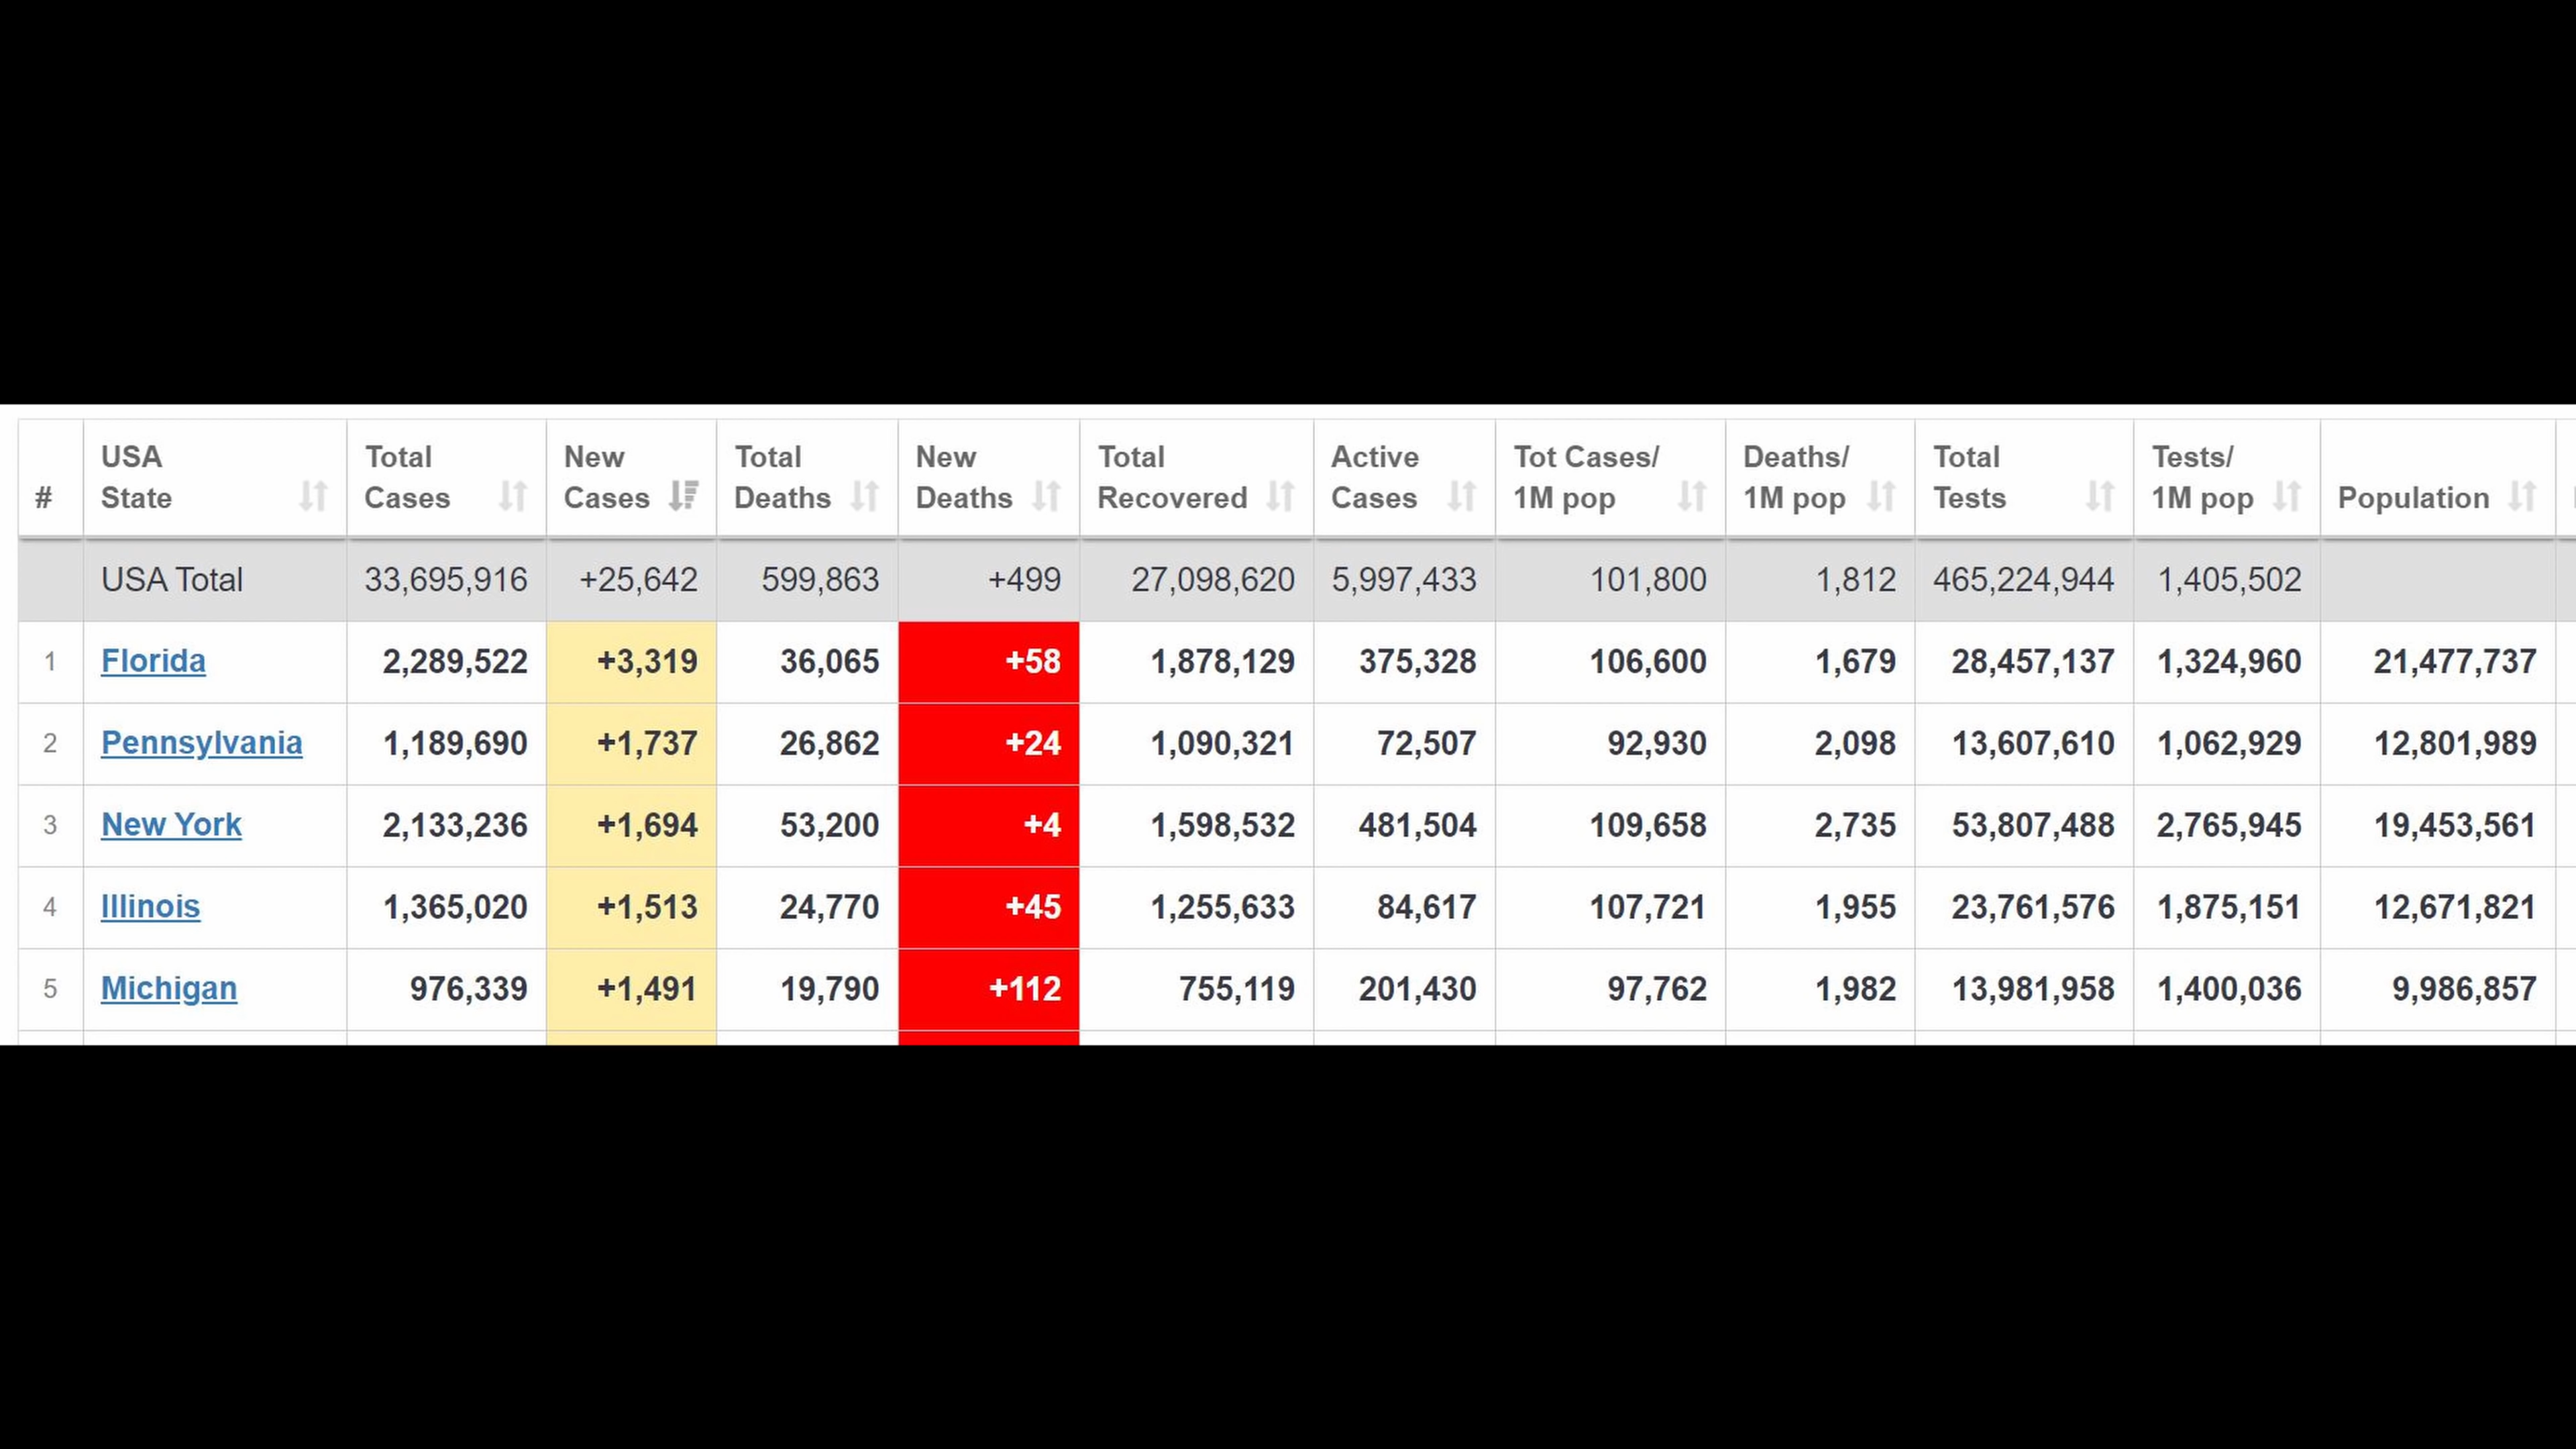 # USA State Total Cases New Cases Total Deaths New Deaths Total Recovered Active Cases Tot Cases/ 1M pop Deaths/ 1M pop Total Tests Tests/ 1M pop Population
USA Total 33,695,916 +25,642 599,863 +499 27,098,620 5,997,433 101,800 1,812 465,224,944 1,405,502
1 Florida 2,289,522 +3,319 36,065 +58 1,878,129 375,328 106,600 1,679 28,457,137 1,324,960 21,477,737
2 Pennsylvania 1,189,690 +1,737 26,862 +24 1,090,321 72,507 92,930 2,098 13,607,610 1,062,929 12,801,989
3 New York 2,133,236 +1,694 53,200 +4 1,598,532 481,504 109,658 2,735 53,807,488 2,765,945 19,453,561
4 Illinois 1,365,020 +1,513 24,770 +45 1,255,633 84,617 107,721 1,955 23,761,576 1,875,151 12,671,821
5 Michigan 976,339 +1,491 19,790 +112 755,119 201,430 97,762 1,982 13,981,958 1,400,036 9,986,857